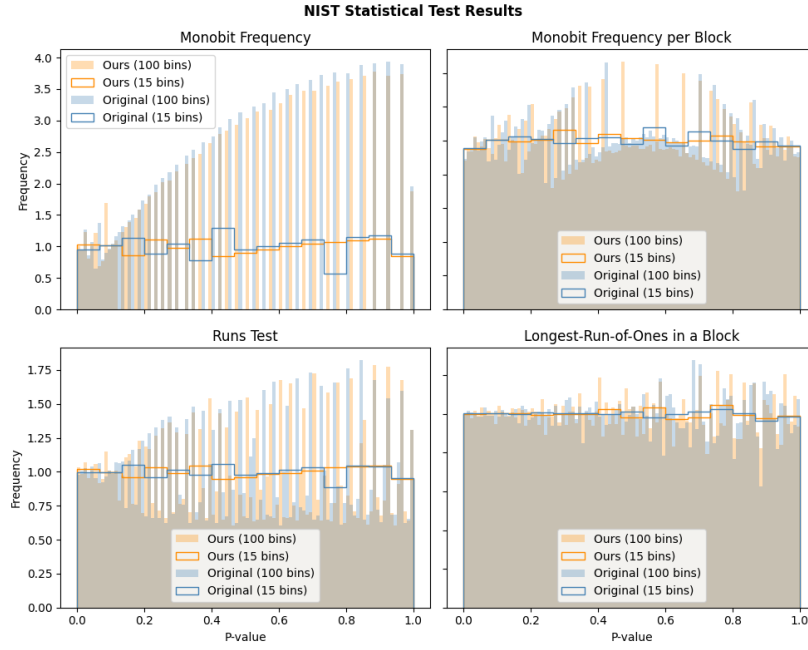 NIST Statistical Test Results
Monobit Frequency
Monobit Frequency per Block
4.0
3.5
3.0
2.5
2.0
1.5
1.0
0.5
0.0
Frequency
Ours (100 bins)
Ours (15 bins)
Original (100 bins)
Original (15 bins)
Ours (100 bins)
Ours (15 bins)
Original (100 bins)
Original (15 bins)
Runs Test
Longest-Run-of-Ones in a Block
1.75
1.50
1.25
1.00
0.75
0.50
0.25
0.00
Frequency
Ours (100 bins)
Ours (15 bins)
Original (100 bins)
Original (15 bins)
0.0 0.2 0.4 0.6 0.8 1.0
P-value
Ours (100 bins)
Ours (15 bins)
Original (100 bins)
Original (15 bins)
0.0 0.2 0.4 0.6 0.8 1.0
P-value